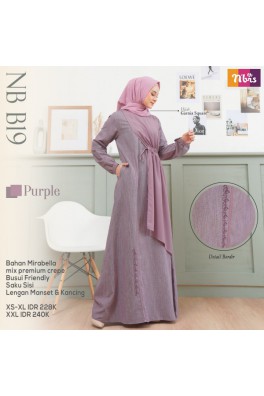 NB B19
Nbrs
Purple
Detail Bordir
Bahan Mirabella
mix premium crepe
Busui Friendly
Saku Sisi
Lengan Manset & Kancing
XS-XL IDR 228K
XXL IDR 240K